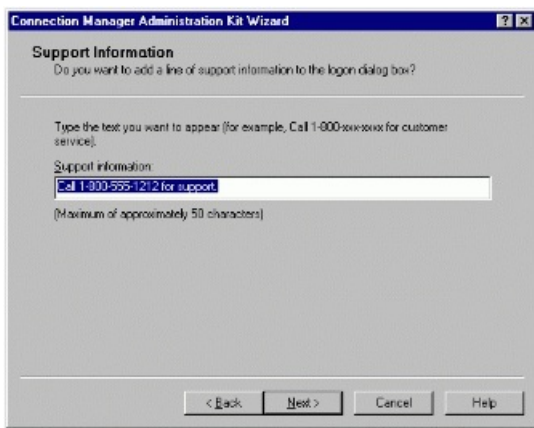 Connection Manager Administration Kit Wizard
Support Information
Do you want to add a line of support information to the logon dialog box?
Type the text you want to appear (for example, Call 1-800-xxx-xxxx for customer
service).
Support information:
Call 1-800-555-1212 for support.
(Maximum of approximately 50 characters)
< Back
Next >
Cancel
Help